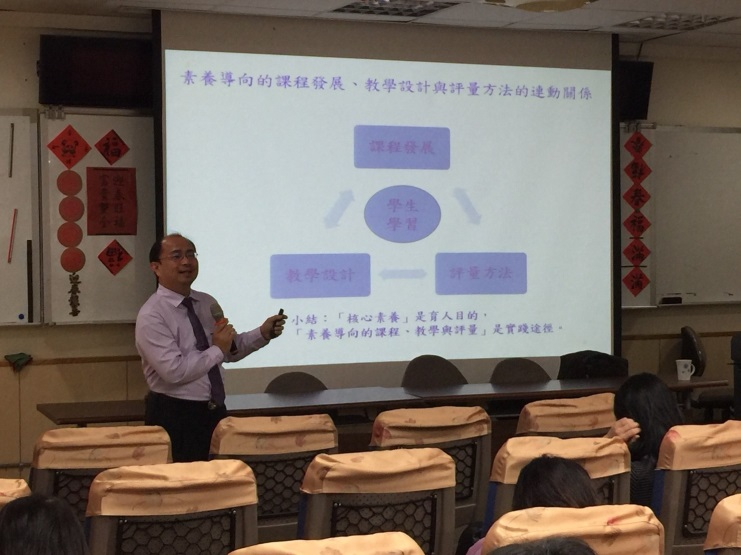 素養導向的課程發展、教學設計與評量方法的連動關係
課程發展
學生
學習
教學設計
評量方法
小結：「核心素養」是育人目的，
「素養導向的課程、教學與評量」是實踐途徑。
福
福
滿
滿